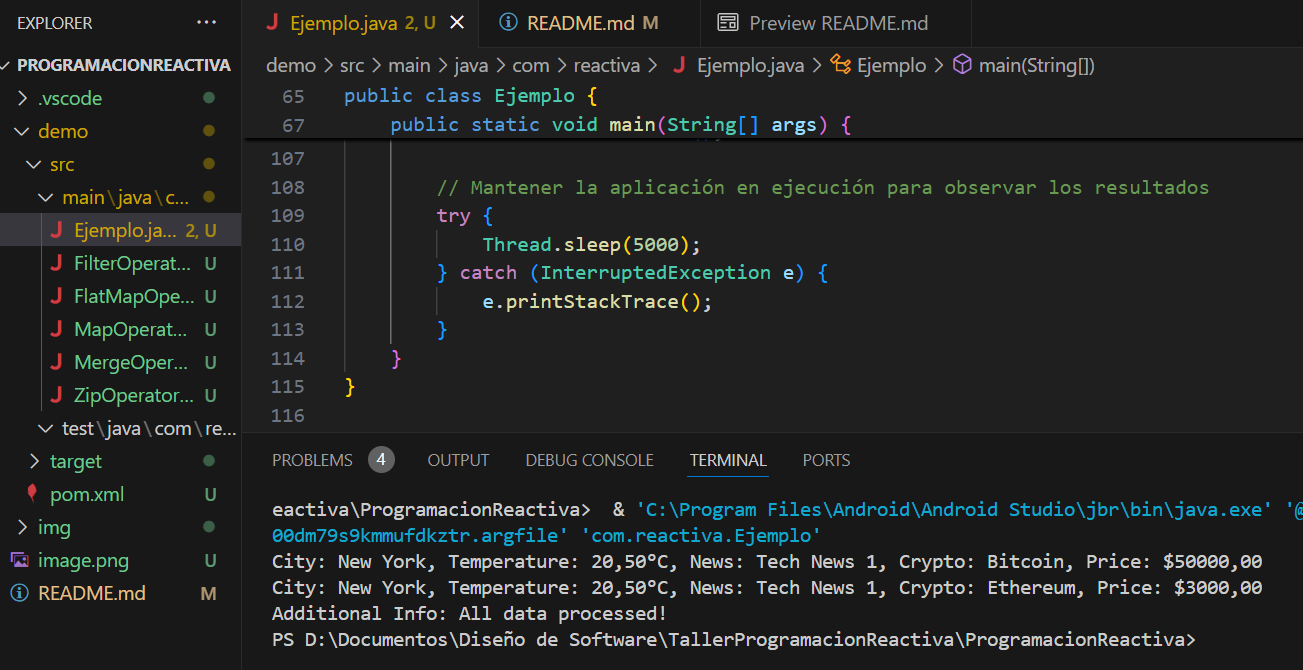 EXPLORER ···
PROGRAMACIONREACTIVA
.vscode
demo
src
main\java\c...
Ejemplo.ja... 2, U
FilterOperat... U
FlatMapOpe... U
MapOperat... U
MergeOper... U
ZipOperator... U
test\java\com\re...
target
pom.xml U
img
image.png U
README.md M
Ejemplo.java 2, U
README.md M
Preview README.md
demo > src > main > java > com > reactiva > Ejemplo.java > Ejemplo > main(String[])
65 public class Ejemplo {
67 public static void main(String[] args) {
107
108 // Mantener la aplicación en ejecución para observar los resultados
109 try {
110 Thread.sleep(5000);
111 } catch (InterruptedException e) {
112 e.printStackTrace();
113 }
114 }
115 }
116
PROBLEMS 4 OUTPUT DEBUG CONSOLE TERMINAL PORTS
eactiva\ProgramacionReactiva>  & 'C:\Program Files\Android\Android Studio\jbr\bin\java.exe' '@
00dm79s9kmmufdkztr.argfile' 'com.reactiva.Ejemplo'
City: New York, Temperature: 20,50°C, News: Tech News 1, Crypto: Bitcoin, Price: $50000,00
City: New York, Temperature: 20,50°C, News: Tech News 1, Crypto: Ethereum, Price: $3000,00
Additional Info: All data processed!
PS D:\Documentos\Diseño de Software\TallerProgramacionReactiva\ProgramacionReactiva>